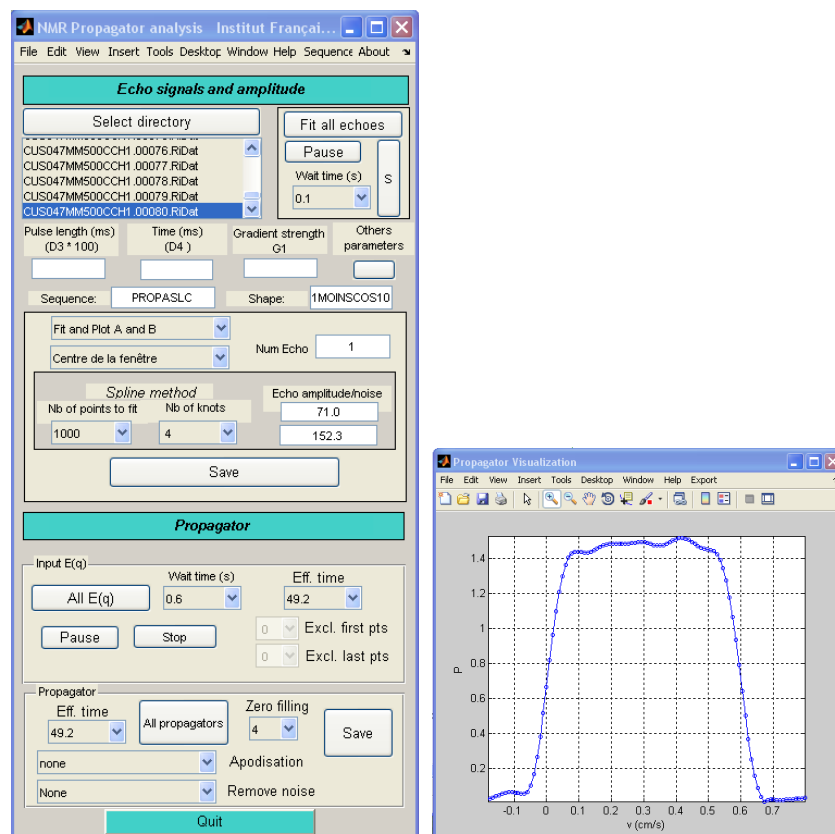 NMR Propagator analysis Institut Françai...
File Edit View Insert Tools Desktop Window Help Sequence About
Echo signals and amplitude
Select directory
Fit all echoes
CUS047MM500CCH1.00076.RiDat
CUS047MM500CCH1.00077.RiDat
CUS047MM500CCH1.00078.RiDat
CUS047MM500CCH1.00079.RiDat
CUS047MM500CCH1.00080.RiDat
Pause
Wait time (s)
0.1
S
Pulse length (ms)
(D3 * 100)
Time (ms)
(D4 )
Gradient strength
G1
Others
parameters
Sequence: PROPASLC Shape: 1MOINSCOS10
Fit and Plot A and B
Centre de la fenêtre
Num Echo 1
Spline method
Nb of points to fit Nb of knots
1000 4
Echo amplitude/noise
71.0
152.3
Save
Propagator
Input E(q)
Wait time (s) Eff. time
All E(q) 0.6 49.2
Pause Stop
0 Excl. first pts
0 Excl. last pts
Propagator
Eff. time
49.2
All propagators
Zero filling
4
Save
none Apodisation
None Remove noise
Quit
Propagator Visualization
File Edit View Insert Tools Desktop Window Help Export
1.4
1.2
1
0.8
0.6
0.4
0.2
P
-0.1 0 0.1 0.2 0.3 0.4 0.5 0.6 0.7
v (cm/s)